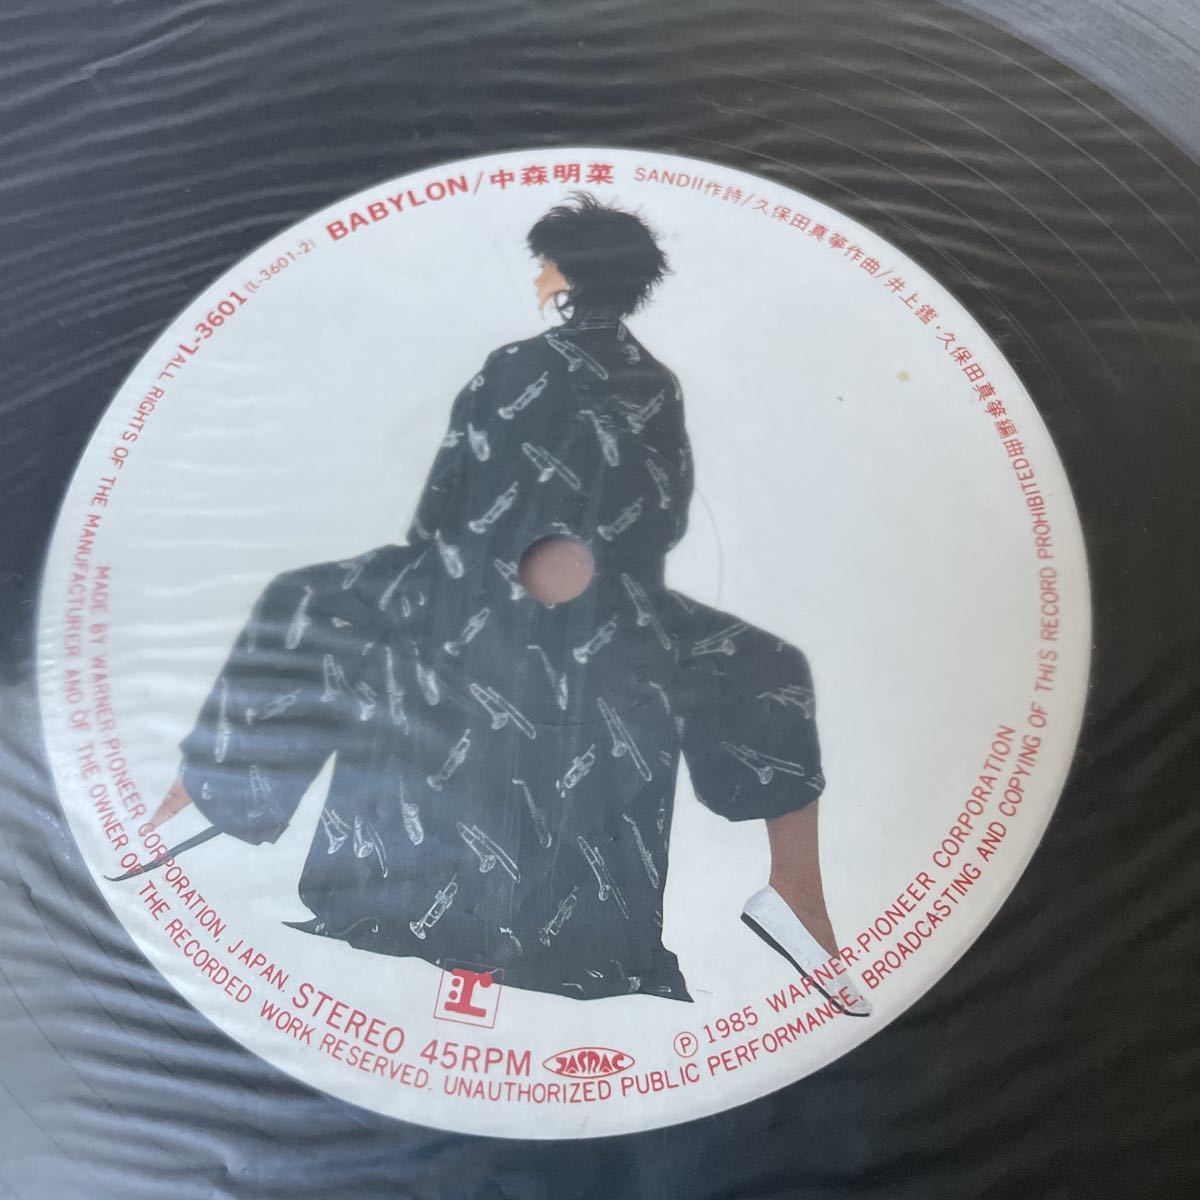 BABYLON/中森明菜 SANDII作詩/久保田真箏作曲/井上鑑・久保田真箏編曲
L-3601 (L-3601-2)
ALL RIGHTS OF THE MANUFACTURER AND OF THE OWNER OF THE RECORDED WORK RESERVED. UNAUTHORIZED PUBLIC PERFORMANCE, BROADCASTING AND COPYING OF THIS RECORD PROHIBITED
MADE BY WARNER-PIONEER CORPORATION, JAPAN.
STEREO 45RPM
r
JASRAC
Ⓟ 1985 WARNER-PIONEER CORPORATION